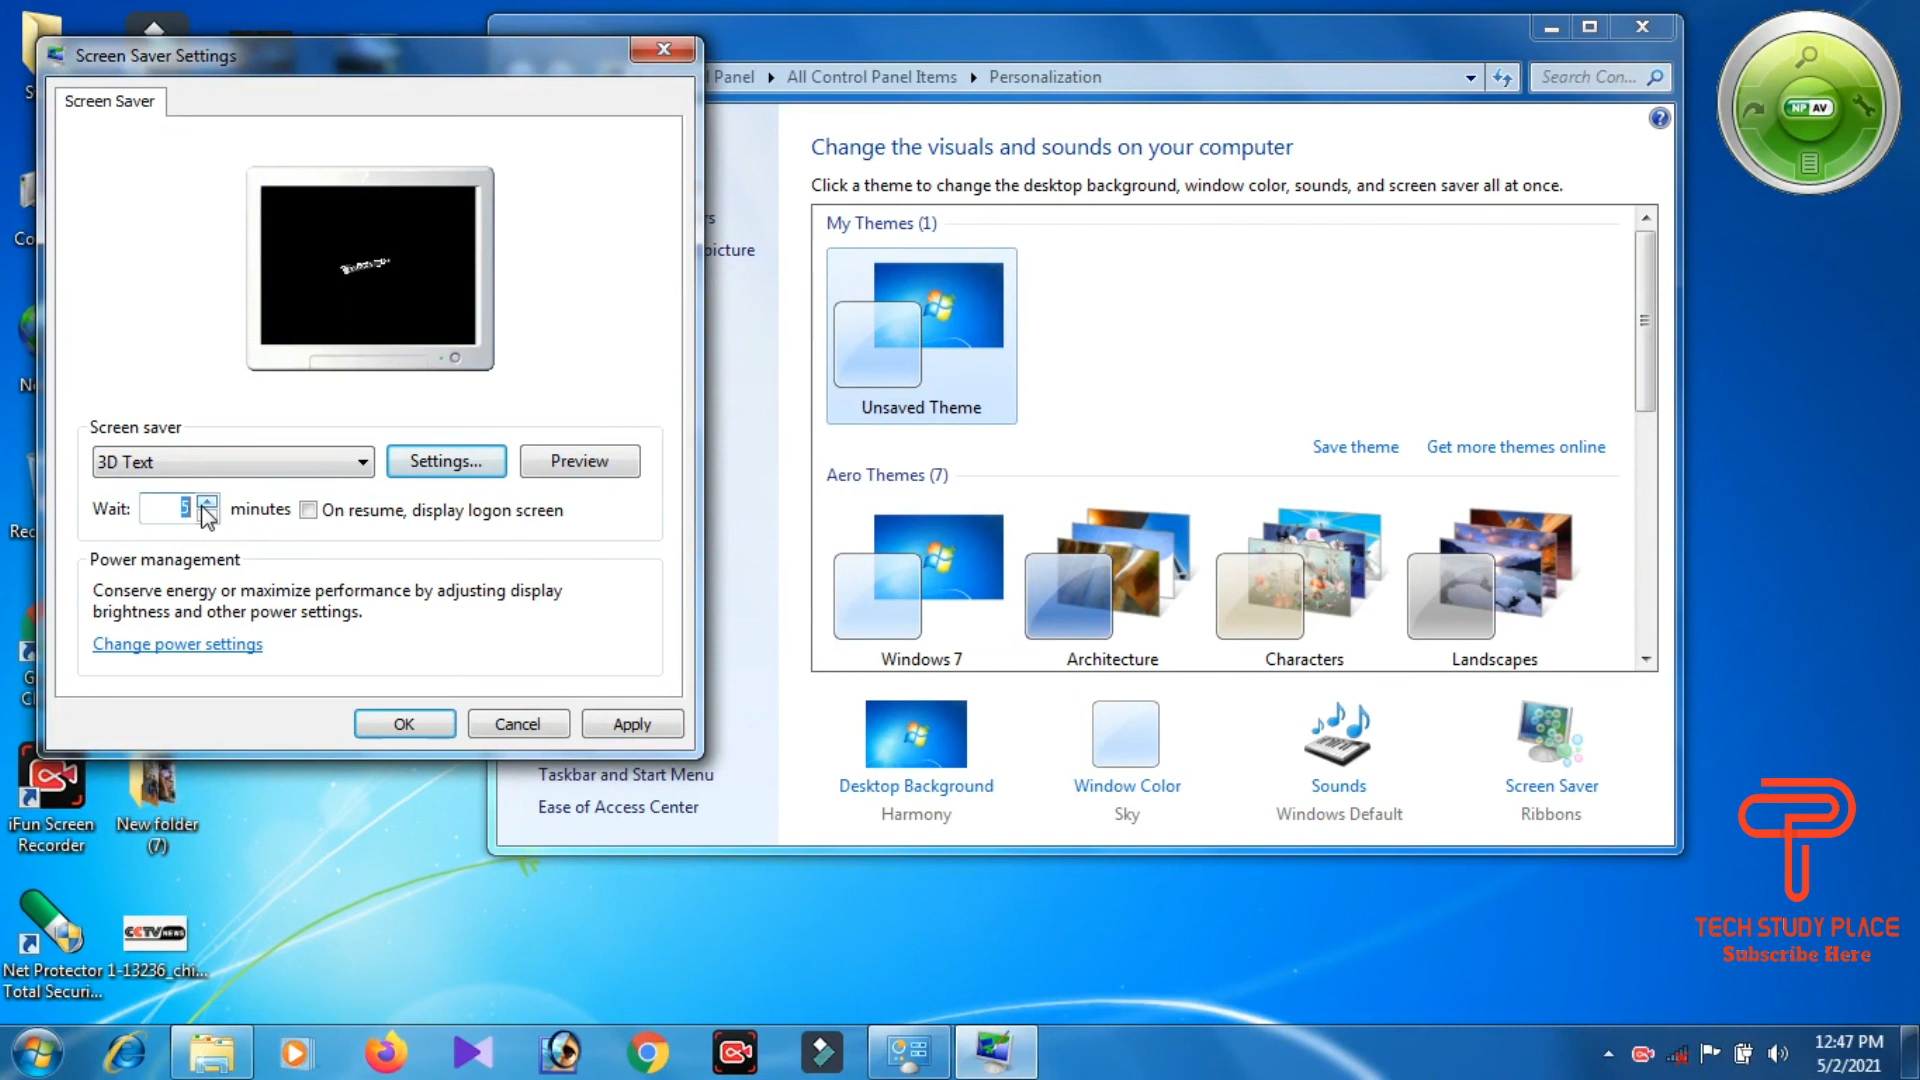 Screen Saver Settings
Screen Saver
Screen saver
3D Text
Settings...
Preview
Wait:
5
minutes
On resume, display logon screen
Power management
Conserve energy or maximize performance by adjusting display
brightness and other power settings.
Change power settings
OK
Cancel
Apply
Panel
All Control Panel Items
Personalization
Search Con...
picture
Taskbar and Start Menu
Ease of Access Center
Change the visuals and sounds on your computer
Click a theme to change the desktop background, window color, sounds, and screen saver all at once.
My Themes (1)
Unsaved Theme
Save theme
Get more themes online
Aero Themes (7)
Windows 7
Architecture
Characters
Landscapes
Desktop Background
Harmony
Window Color
Sky
Sounds
Windows Default
Screen Saver
Ribbons
NP AV
iFun Screen
Recorder
New folder
(7)
Net Protector
Total Securi...
CCTV NEWS
1-13236_chi...
TECH STUDY PLACE
Subscribe Here
12:47 PM
5/2/2021